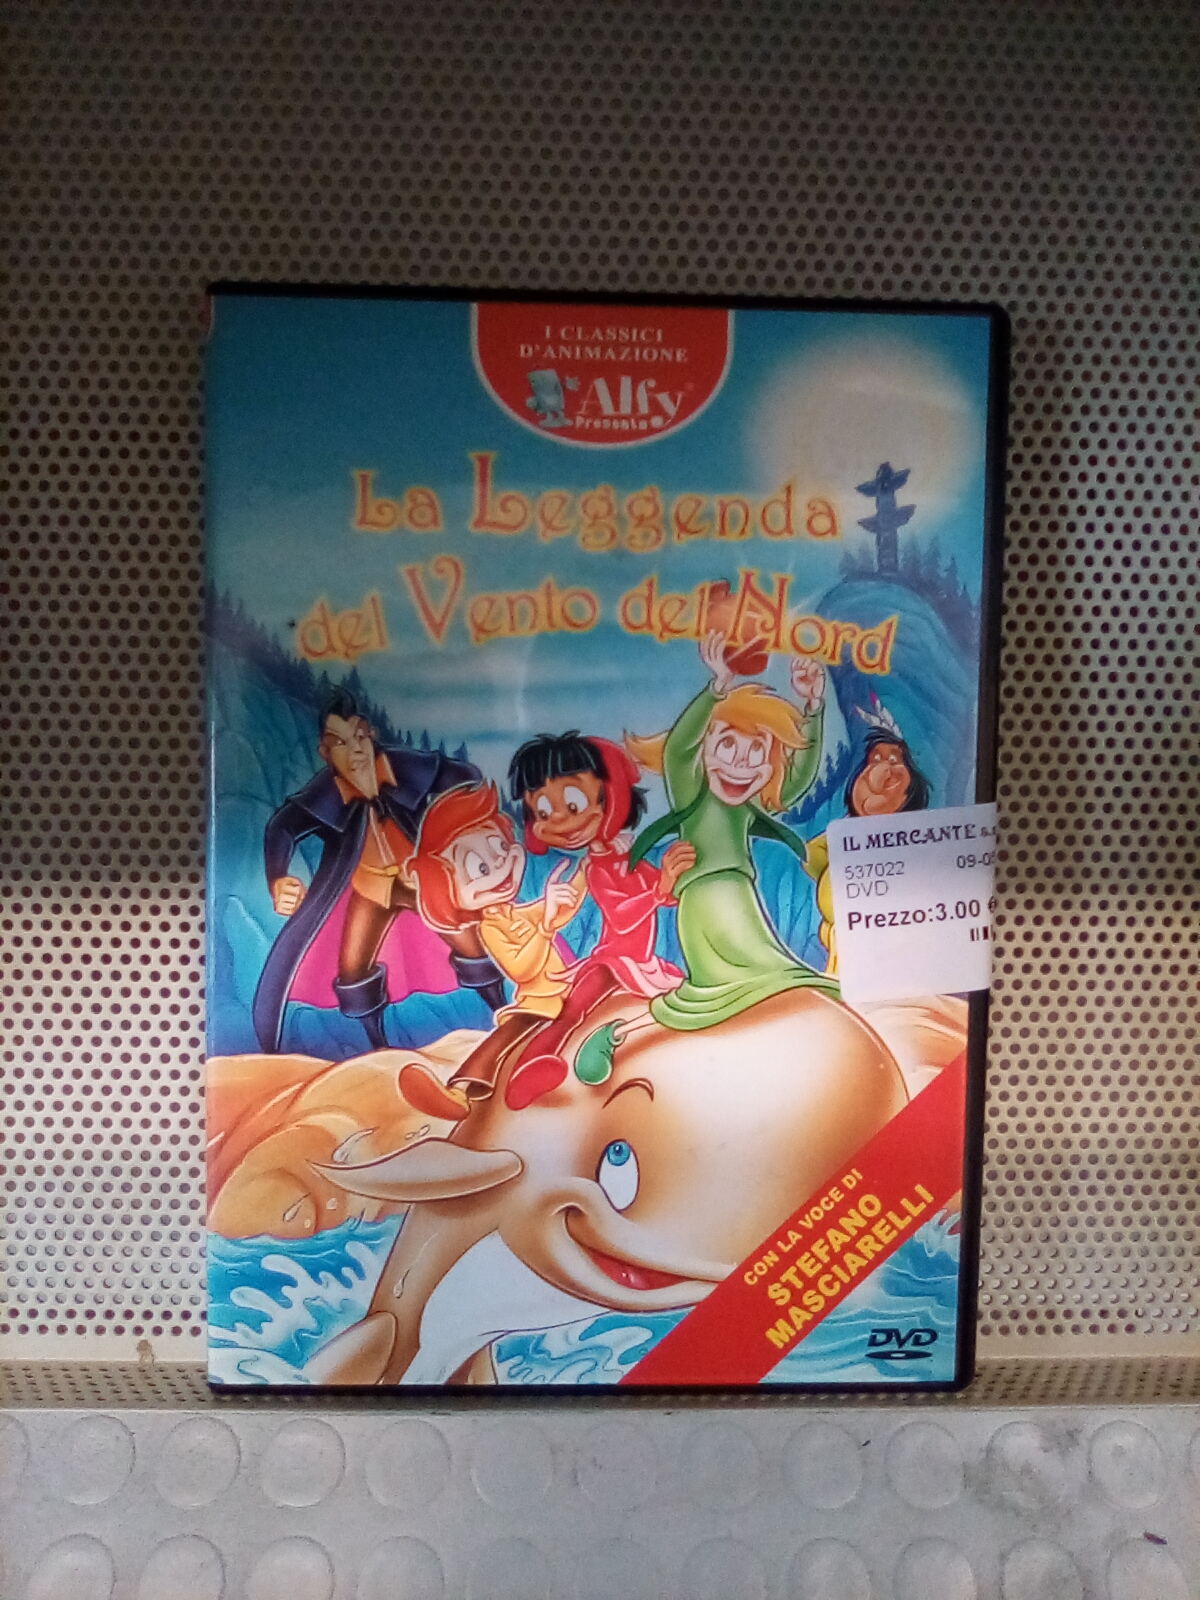 I CLASSICI
D'ANIMAZIONE
Alfy
Presenta
La Leggenda
del Vento del Nord
IL MERCANTE
537022
DVD
Prezzo:3.00 €
CON LA VOCE DI
STEFANO
MASCIARELLI
DVD